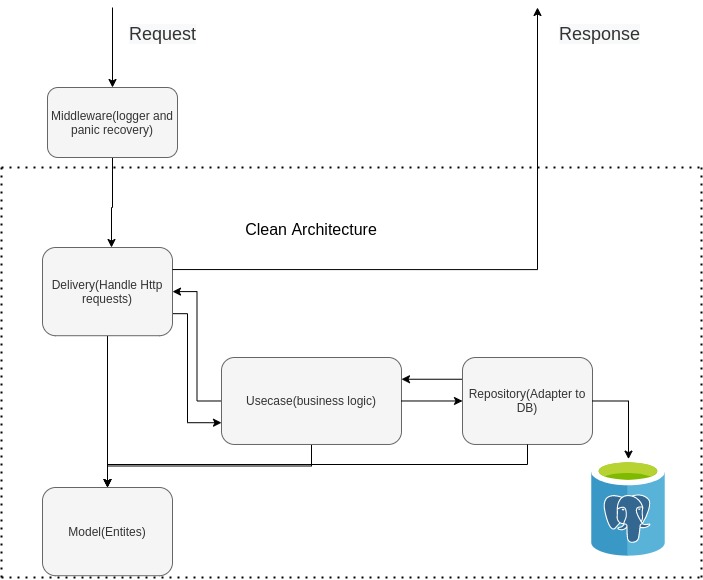 Request
Response
Middleware(logger and
panic recovery)
Clean Architecture
Delivery(Handle Http
requests)
Usecase(business logic)
Repository(Adapter to
DB)
Model(Entites)